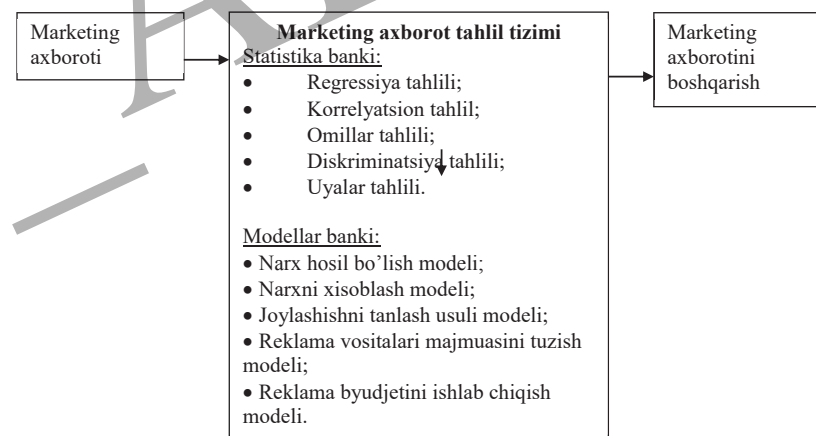 Marketing
axboroti
Marketing axborot tahlil tizimi
Statistika banki:
• Regressiya tahlili;
• Korrelyatsion tahlil;
• Omillar tahlili;
• Diskriminatsiya tahlili;
• Uyalar tahlili.
Modellar banki:
• Narx hosil bo’lish modeli;
• Narxni xisoblash modeli;
• Joylashishni tanlash usuli modeli;
• Reklama vositalari majmuasini tuzish
modeli;
• Reklama byudjetini ishlab chiqish
modeli.
Marketing
axborotini
boshqarish